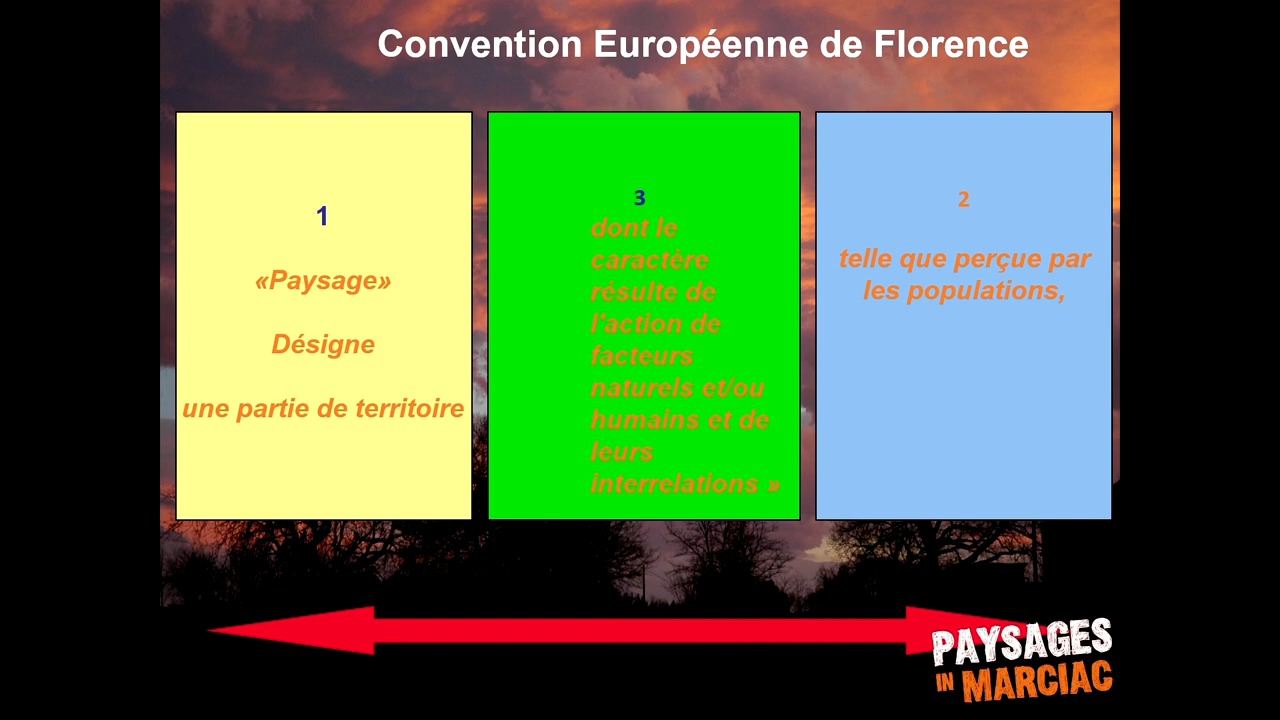 Convention Européenne de Florence
1
«Paysage»
Désigne
une partie de territoire
3
dont le
caractère
résulte de
l'action de
facteurs
naturels et/ou
humains et de
leurs
interrelations »
2
telle que perçue par
les populations,
PAYSAGES
IN MARCIAC